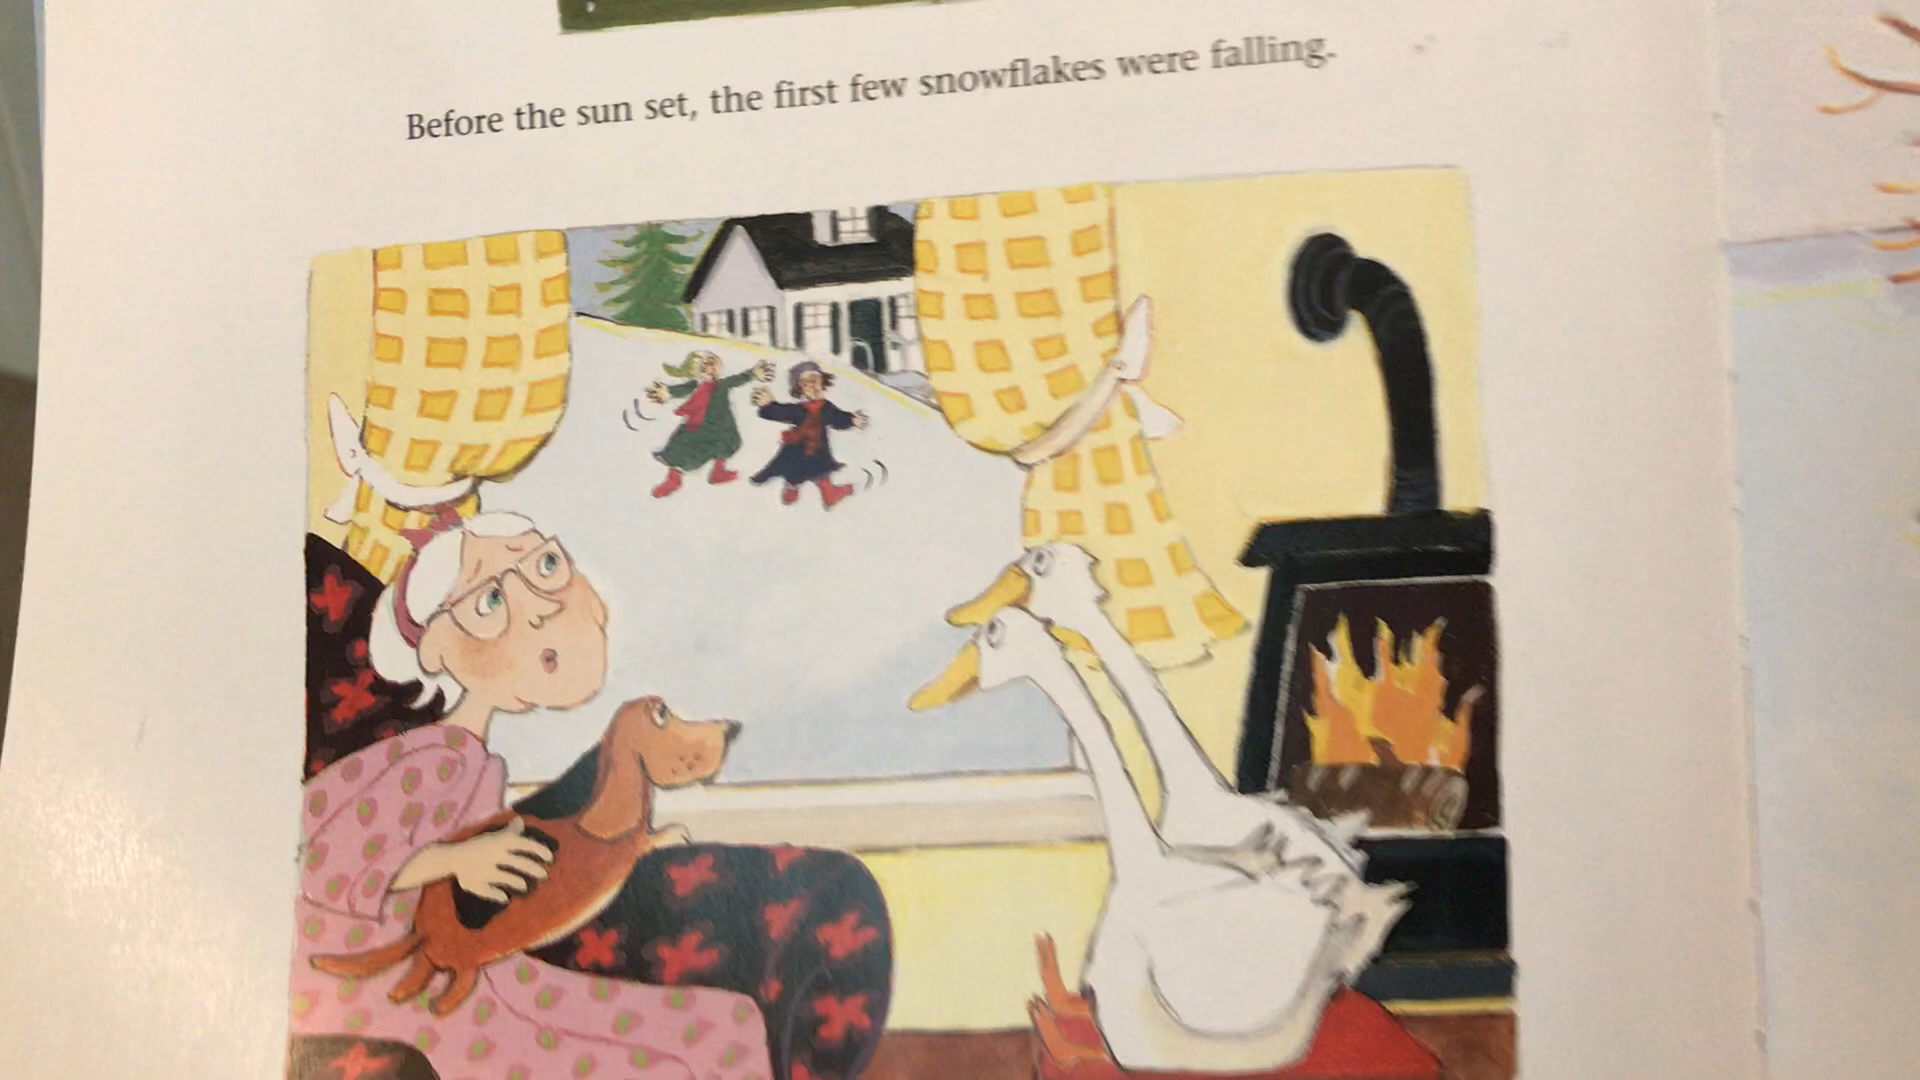 Before the sun set, the first few snowflakes were falling.